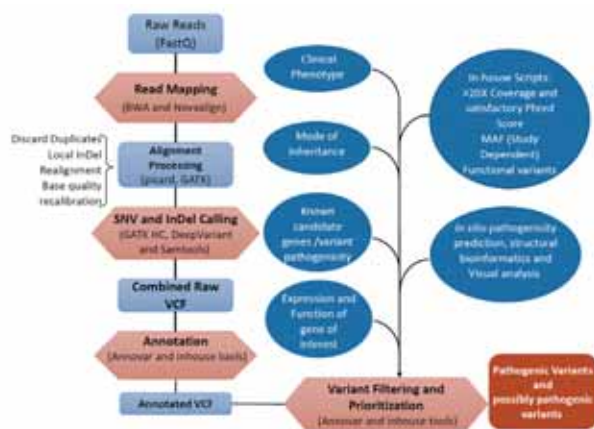 Raw Reads
(FastQ)
Read Mapping
(BWA and Novoalign)
Discard Duplicates
Local InDel
Realignment
Base quality
recalibration
Alignment
Processing
(picard, GATK)
SNV and InDel Calling
(GATK HC, DeepVariant
and Samtools)
Combined Raw
VCF
Annotation
(Annovar and inhouse tools)
Annotated VCF
Clinical
Phenotype
Mode of
inheritance
Known
candidate
genes /variant
pathogenicity
Expression and
Function of
gene of
interest
In-house Scripts:
>20X Coverage and
satisfactory Phred
Score
MAF (Study
Dependent)
Functional variants
In silico pathogenicity
prediction, structural
bioinformatics and
Visual analysis
Variant Filtering and
Prioritization
(Annovar and inhouse tools)
Pathogenic Variants
and
possibly pathogenic
variants